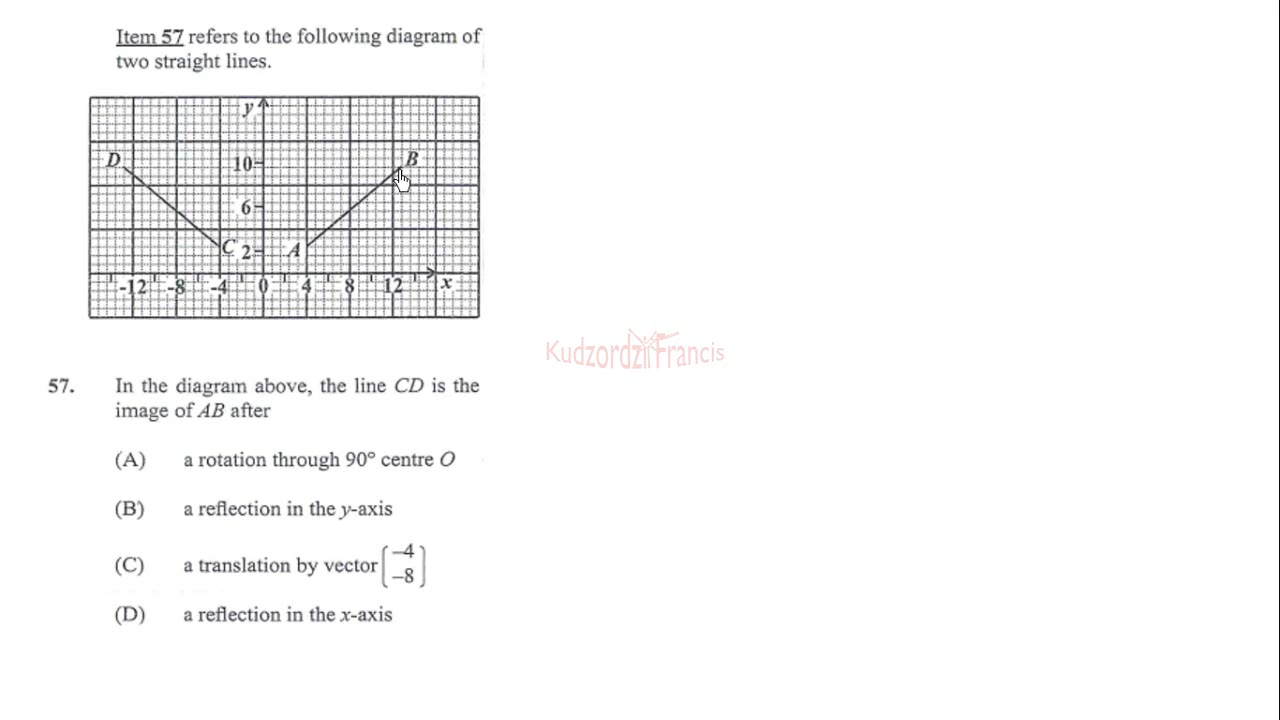 Item 57 refers to the following diagram of
two straight lines.
y
D
10
B
6
C
2
A
-12 -8 -4 0 4 8 12 x
Kudzordzi Francis
57. In the diagram above, the line CD is the
image of AB after
(A) a rotation through 90° centre O
(B) a reflection in the y-axis
(C) a translation by vector
-4
-8
(D) a reflection in the x-axis